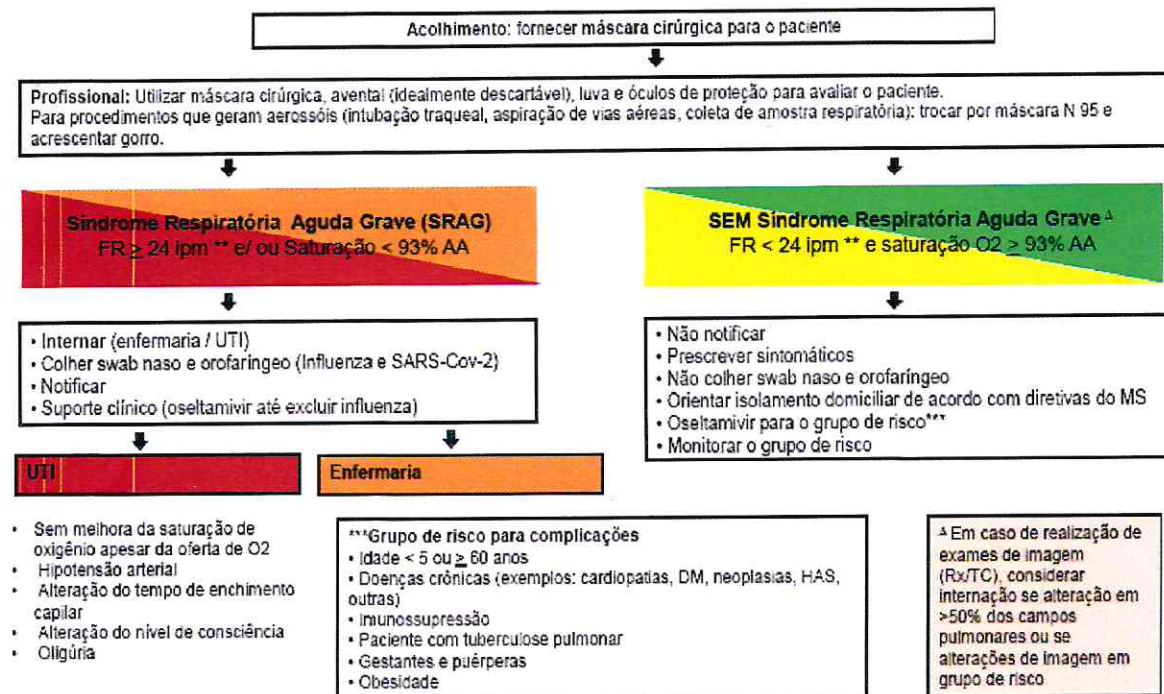 Acolhimento: fornecer máscara cirúrgica para o paciente
Profissional: Utilizar máscara cirúrgica, avental (idealmente descartável), luva e óculos de proteção para avaliar o paciente.
Para procedimentos que geram aerossóis (intubação traqueal, aspiração de vias aéreas, coleta de amostra respiratória): trocar por máscara N 95 e
acrescentar gorro.
Síndrome Respiratória Aguda Grave (SRAG)
FR ≥ 24 ipm ** e/ ou Saturação < 93% AA
SEM Síndrome Respiratória Aguda Grave Δ
FR < 24 ipm ** e saturação O2 ≥ 93% AA
• Internar (enfermaria / UTI)
• Colher swab naso e orofaríngeo (Influenza e SARS-Cov-2)
• Notificar
• Suporte clínico (oseltamivir até excluir influenza)
• Não notificar
• Prescrever sintomáticos
• Não colher swab naso e orofaríngeo
• Orientar isolamento domiciliar de acordo com diretivas do MS
• Oseltamivir para o grupo de risco***
• Monitorar o grupo de risco
UTI
Enfermaria
• Sem melhora da saturação de
oxigênio apesar da oferta de O2
• Hipotensão arterial
• Alteração do tempo de enchimento
capilar
• Alteração do nível de consciência
• Oligúria
***Grupo de risco para complicações
• Idade < 5 ou ≥ 60 anos
• Doenças crônicas (exemplos: cardiopatias, DM, neoplasias, HAS,
outras)
• Imunossupressão
• Paciente com tuberculose pulmonar
• Gestantes e puérperas
• Obesidade
Δ Em caso de realização de
exames de imagem
(Rx/TC), considerar
internação se alteração em
>50% dos campos
pulmonares ou se
alterações de imagem em
grupo de risco